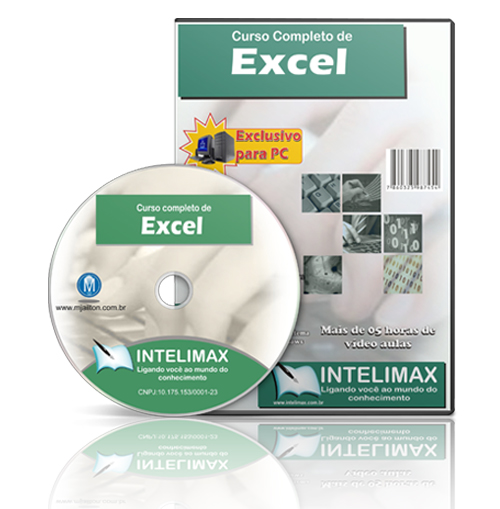 Curso Completo de
Excel
Exclusivo
para PC
Mais de 05 horas de
vídeo aulas
INTELIMAX
Ligando você ao mundo do
conhecimento
www.intelimax.com.br
Curso completo de
Excel
M
www.mjailton.com.br
INTELIMAX
Ligando você ao mundo do
conhecimento
CNPJ:10.175.153/0001-23